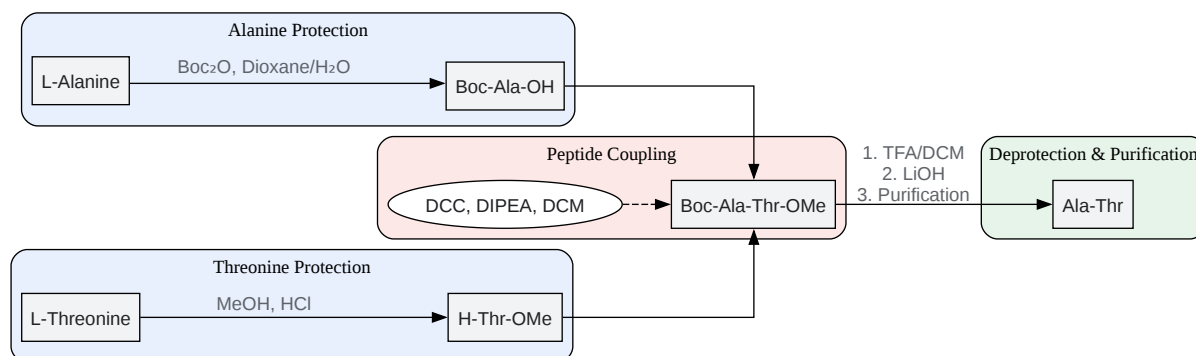 Alanine Protection
L-Alanine
Boc₂O, Dioxane/H₂O
Boc-Ala-OH
Peptide Coupling
DCC, DIPEA, DCM
Boc-Ala-Thr-OMe
1. TFA/DCM
2. LiOH
3. Purification
Deprotection & Purification
Ala-Thr
Threonine Protection
L-Threonine
MeOH, HCl
H-Thr-OMe